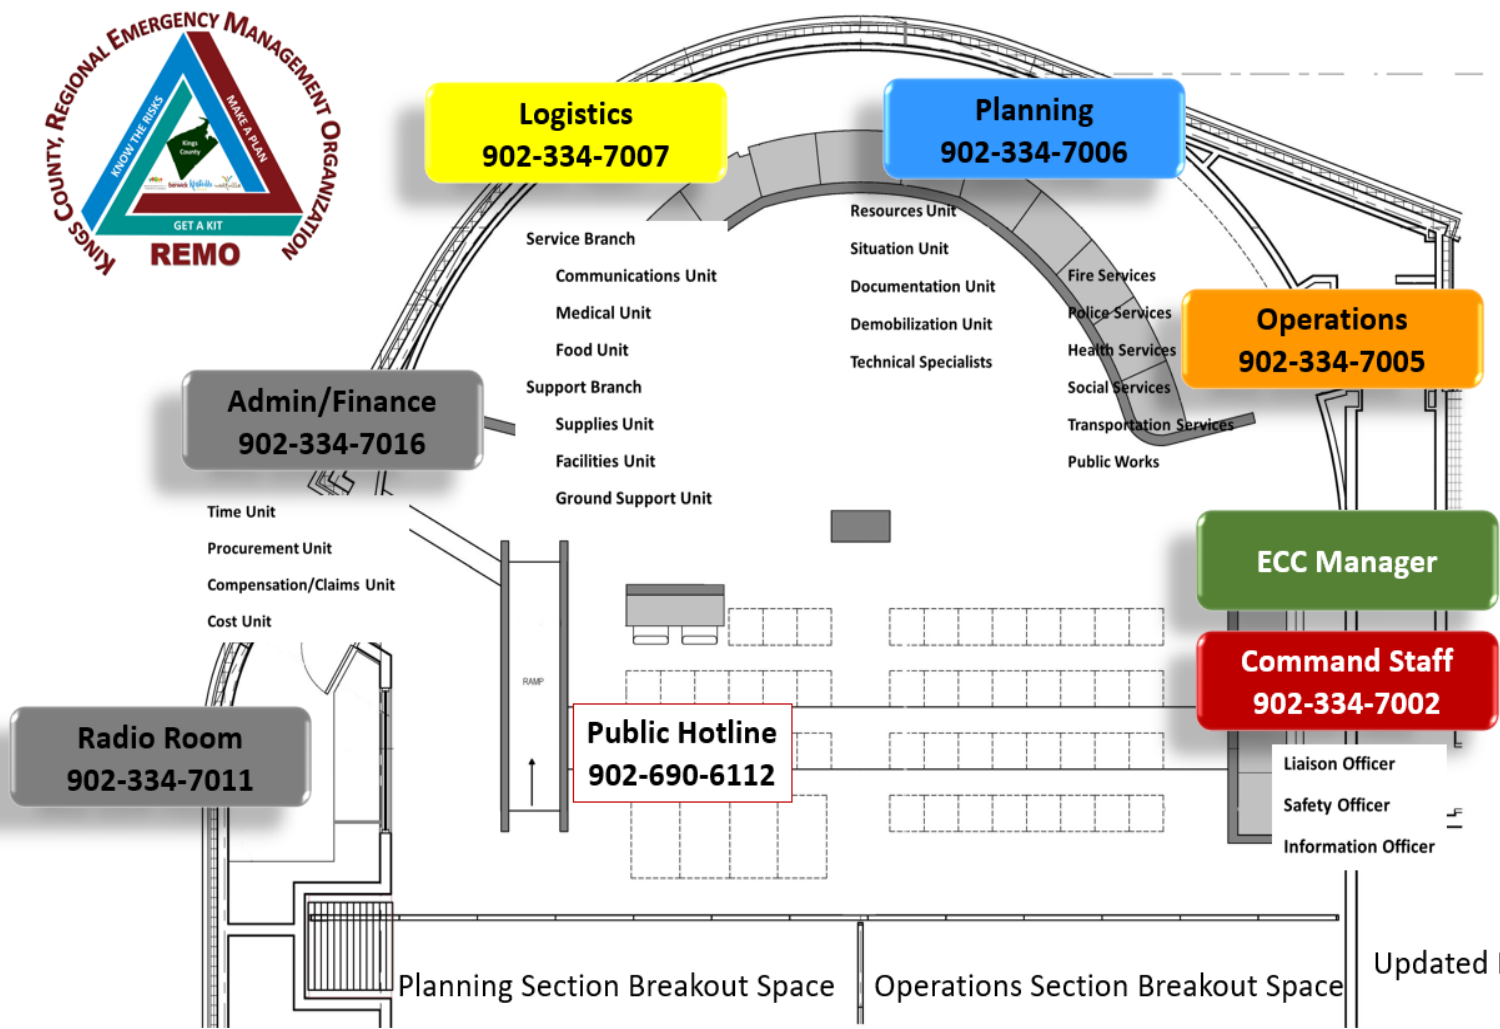 KINGS COUNTY, REGIONAL EMERGENCY MANAGEMENT ORGANIZATION
KNOW THE RISKS
MAKE A PLAN
Kings
County
GET A KIT
REMO
Logistics
902-334-7007
Planning
902-334-7006
Service Branch
Communications Unit
Medical Unit
Food Unit
Support Branch
Supplies Unit
Facilities Unit
Ground Support Unit
Resources Unit
Situation Unit
Documentation Unit
Demobilization Unit
Technical Specialists
Fire Services
Police Services
Health Services
Social Services
Transportation Services
Public Works
Operations
902-334-7005
Admin/Finance
902-334-7016
Time Unit
Procurement Unit
Compensation/Claims Unit
Cost Unit
ECC Manager
Command Staff
902-334-7002
Liaison Officer
Safety Officer
Information Officer
RAMP
Public Hotline
902-690-6112
Radio Room
902-334-7011
Planning Section Breakout Space
Operations Section Breakout Space
Updated